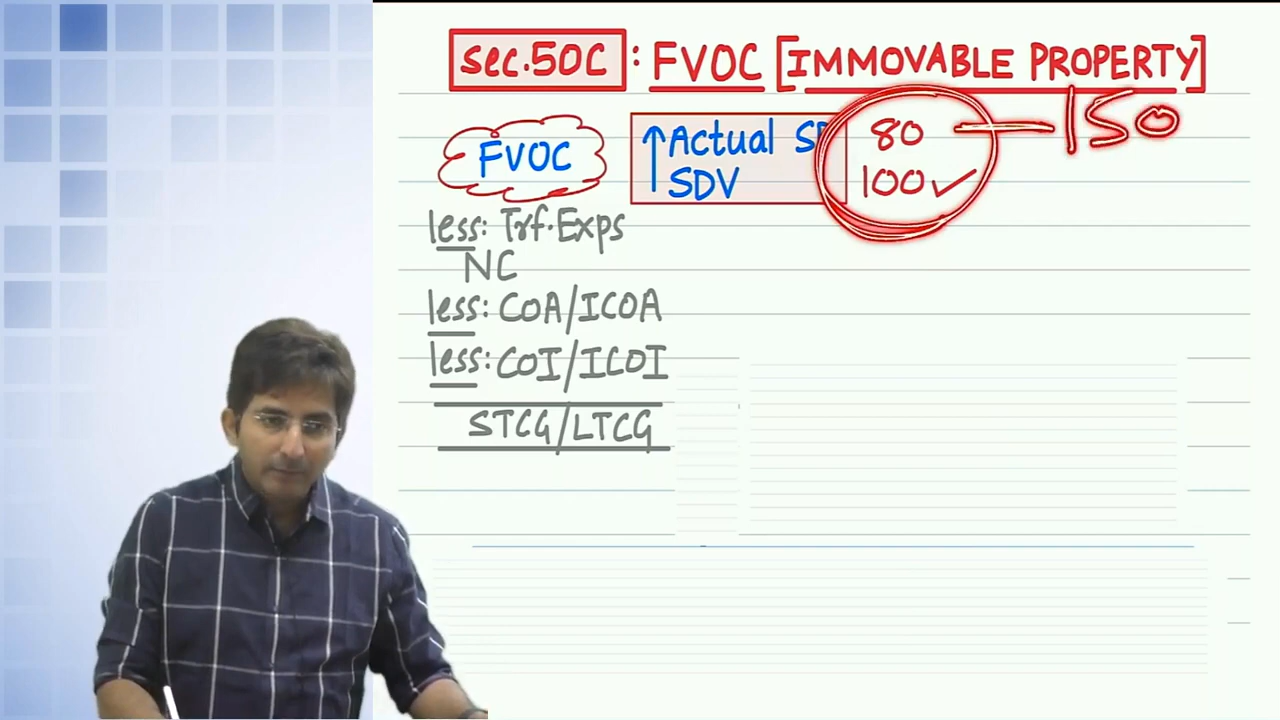 sec.50C : FVOC [IMMOVABLE PROPERTY]
FVOC ↑Actual 80 — 150
SDV 100✓
less: Trf.Exps
NC
less: COA/ICOA
less: COI/ICOI
STCG/LTCG